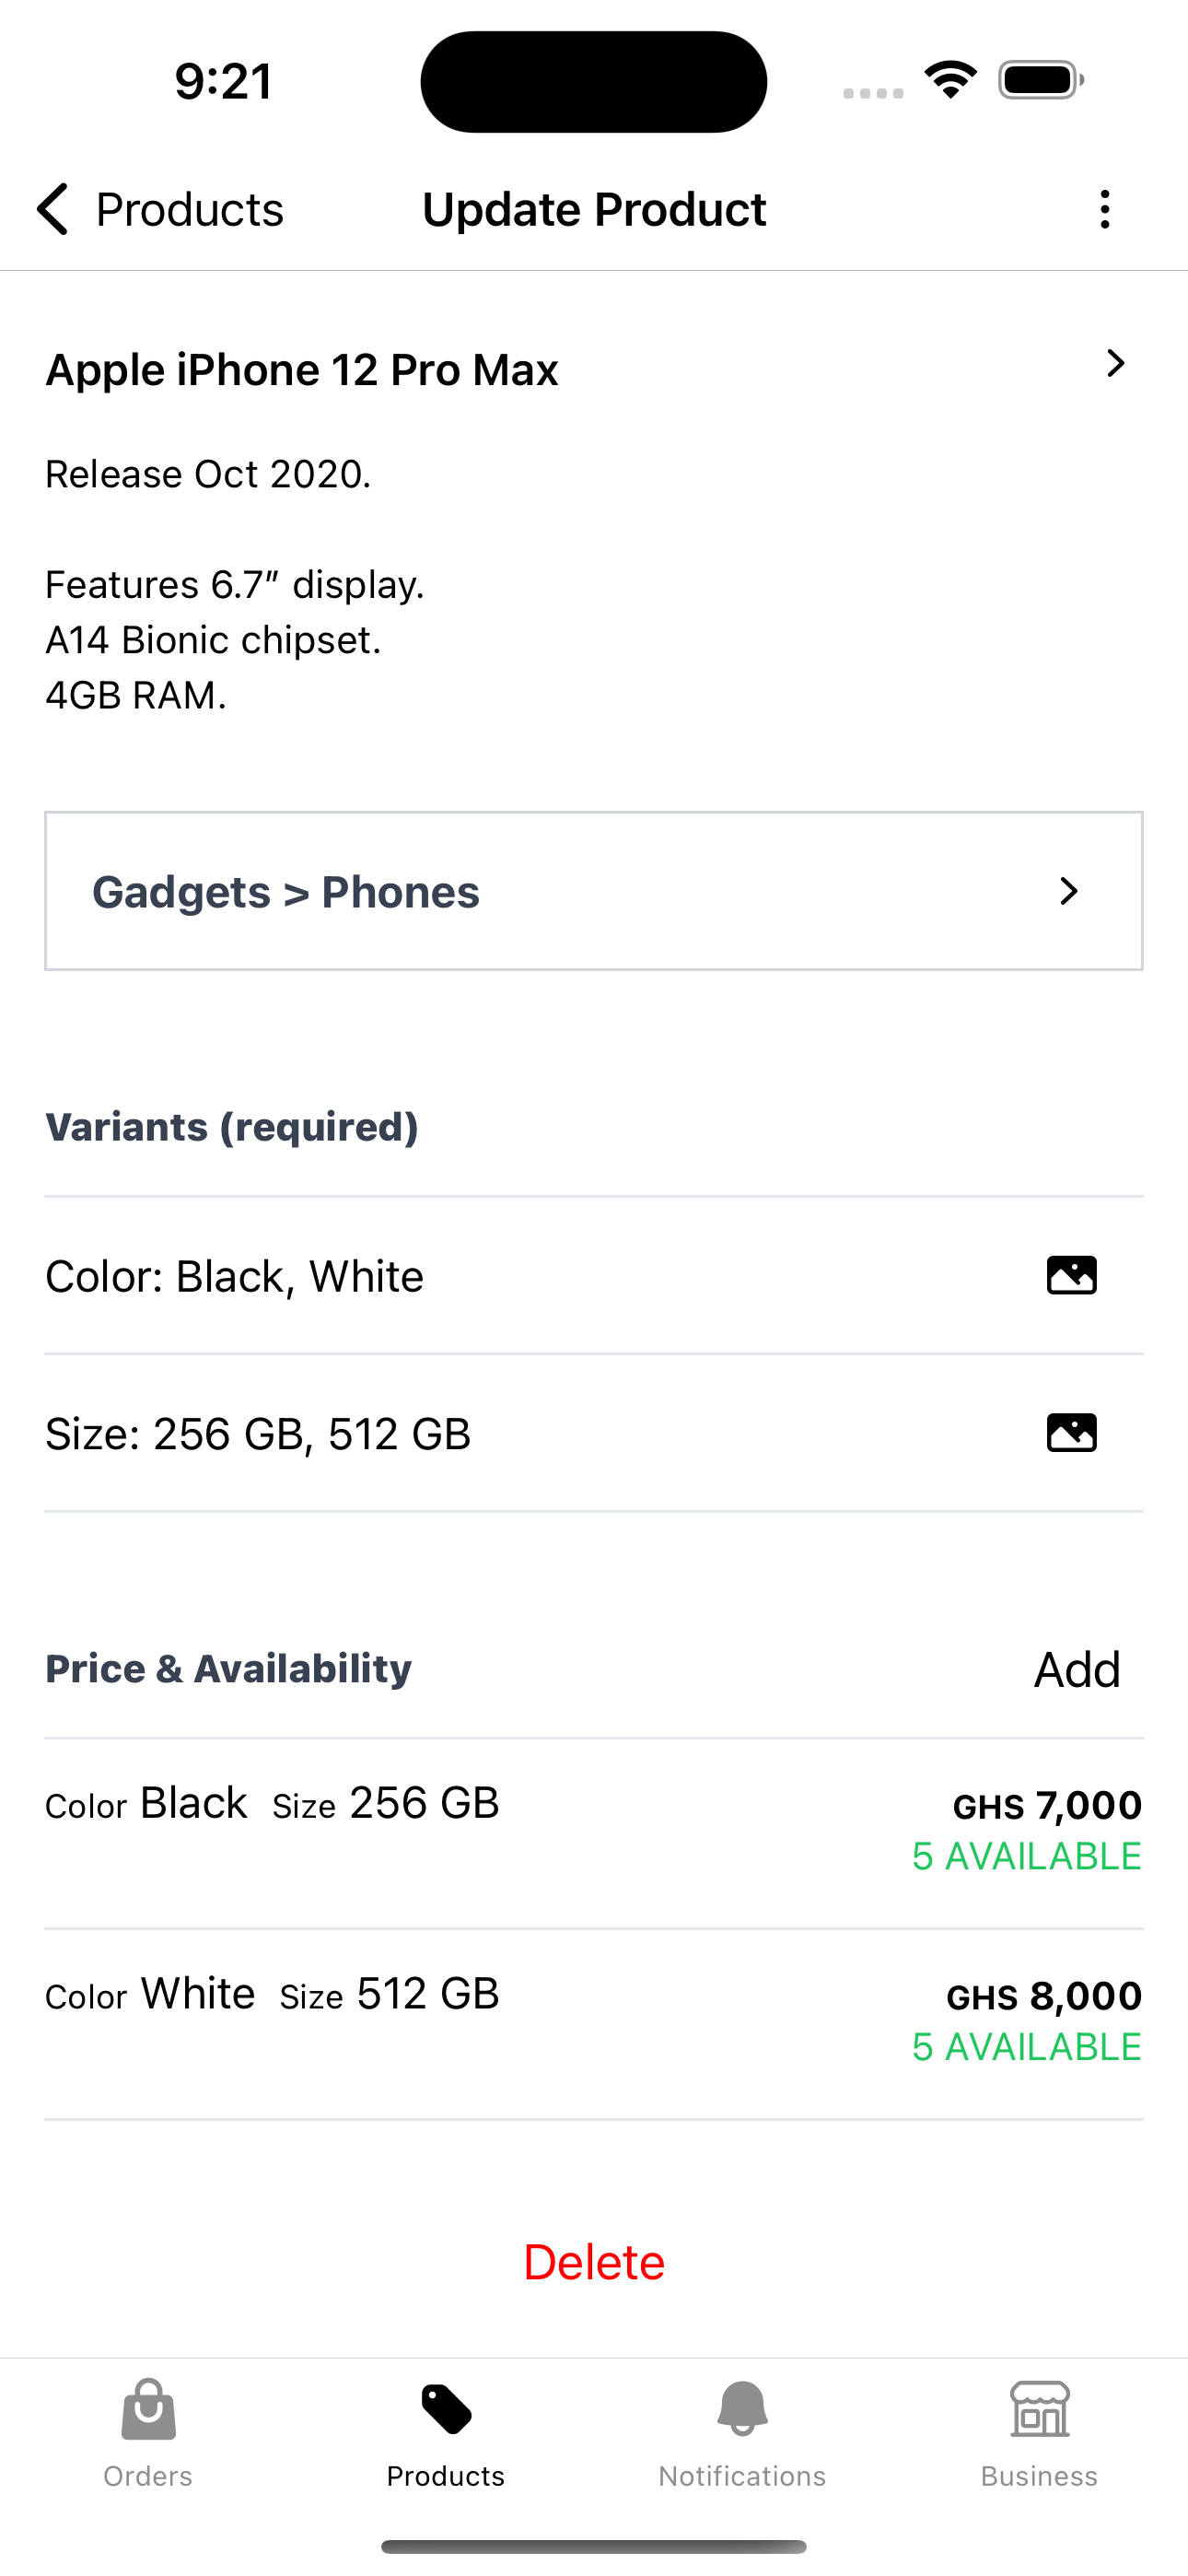 9:21
Products
Update Product
Apple iPhone 12 Pro Max
Release Oct 2020.
Features 6.7” display.
A14 Bionic chipset.
4GB RAM.
Gadgets > Phones
Variants (required)
Color: Black, White
Size: 256 GB, 512 GB
Price & Availability
Add
Color Black Size 256 GB
GHS 7,000
5 AVAILABLE
Color White Size 512 GB
GHS 8,000
5 AVAILABLE
Delete
Orders
Products
Notifications
Business